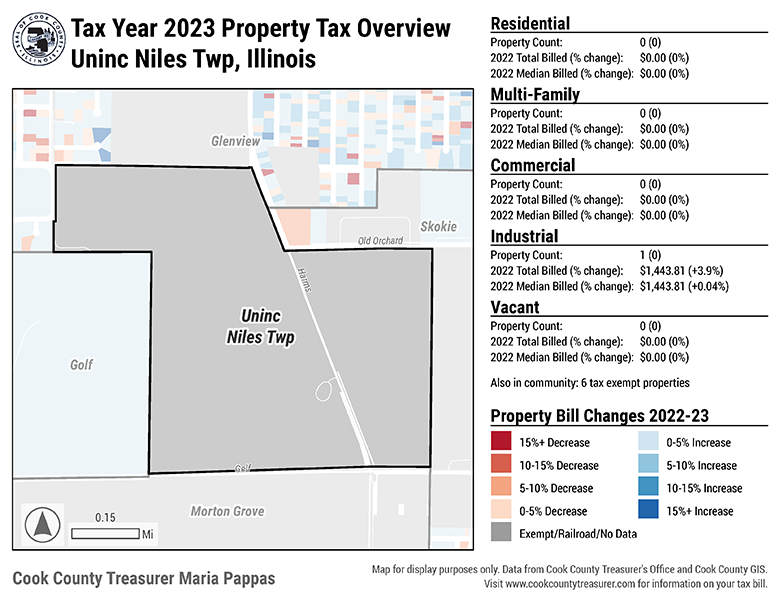 Tax Year 2023 Property Tax Overview
Uninc Niles Twp, Illinois
Glenview
Skokie
Old Orchard
Harms
Uninc
Niles Twp
Golf
Golf
Morton Grove
0.15
Mi
Residential
Property Count: 0 (0)
2022 Total Billed (% change): $0.00 (0%)
2022 Median Billed (% change): $0.00 (0%)
Multi-Family
Property Count: 0 (0)
2022 Total Billed (% change): $0.00 (0%)
2022 Median Billed (% change): $0.00 (0%)
Commercial
Property Count: 0 (0)
2022 Total Billed (% change): $0.00 (0%)
2022 Median Billed (% change): $0.00 (0%)
Industrial
Property Count: 1 (0)
2022 Total Billed (% change): $1,443.81 (+3.9%)
2022 Median Billed (% change): $1,443.81 (+0.04%)
Vacant
Property Count: 0 (0)
2022 Total Billed (% change): $0.00 (0%)
2022 Median Billed (% change): $0.00 (0%)
Also in community: 6 tax exempt properties
Property Bill Changes 2022-23
15%+ Decrease
10-15% Decrease
5-10% Decrease
0-5% Decrease
Exempt/Railroad/No Data
0-5% Increase
5-10% Increase
10-15% Increase
15%+ Increase
Cook County Treasurer Maria Pappas
Map for display purposes only. Data from Cook County Treasurer's Office and Cook County GIS.
Visit www.cookcountytreasurer.com for information on your tax bill.